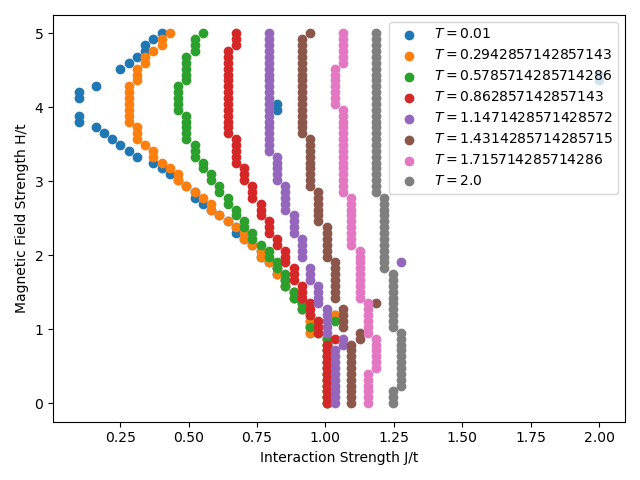 Magnetic Field Strength H/t
5
4
3
2
1
0
T = 0.01
T = 0.2942857142857143
T = 0.5785714285714286
T = 0.862857142857143
T = 1.1471428571428572
T = 1.4314285714285715
T = 1.715714285714286
T = 2.0
0.25 0.50 0.75 1.00 1.25 1.50 1.75 2.00
Interaction Strength J/t